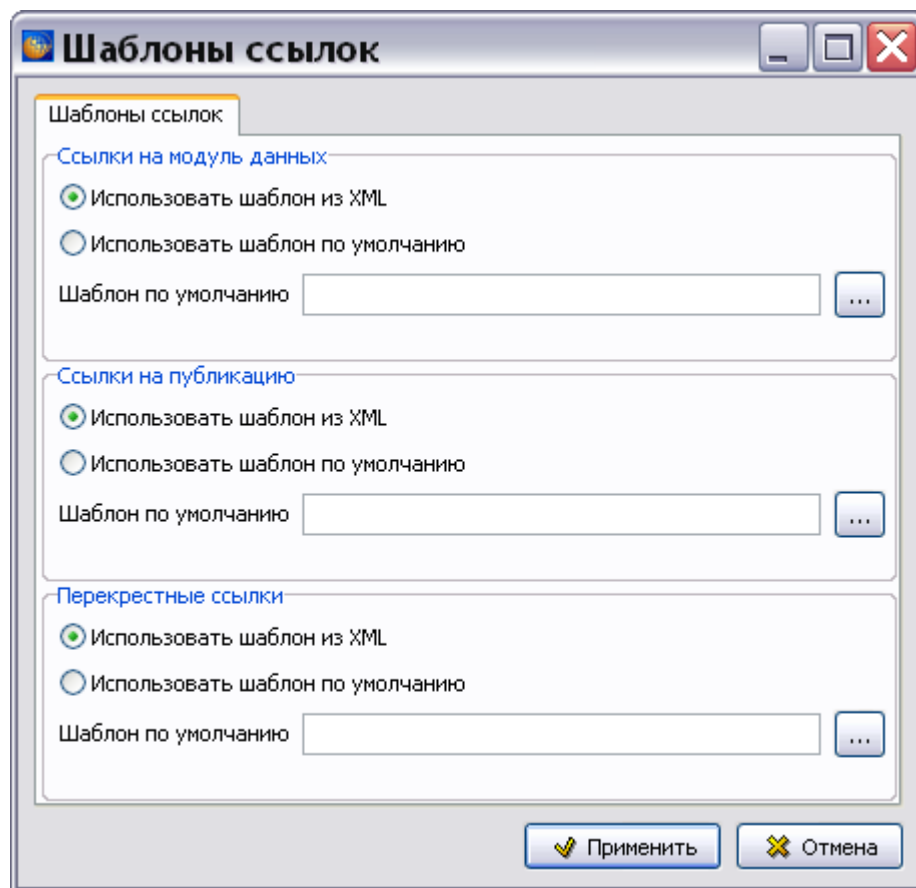 Шаблоны ссылок
Шаблоны ссылок
Ссылки на модуль данных
Использовать шаблон из XML
Использовать шаблон по умолчанию
Шаблон по умолчанию ...
Ссылки на публикацию
Использовать шаблон из XML
Использовать шаблон по умолчанию
Шаблон по умолчанию ...
Перекрестные ссылки
Использовать шаблон из XML
Использовать шаблон по умолчанию
Шаблон по умолчанию ...
Применить Отмена